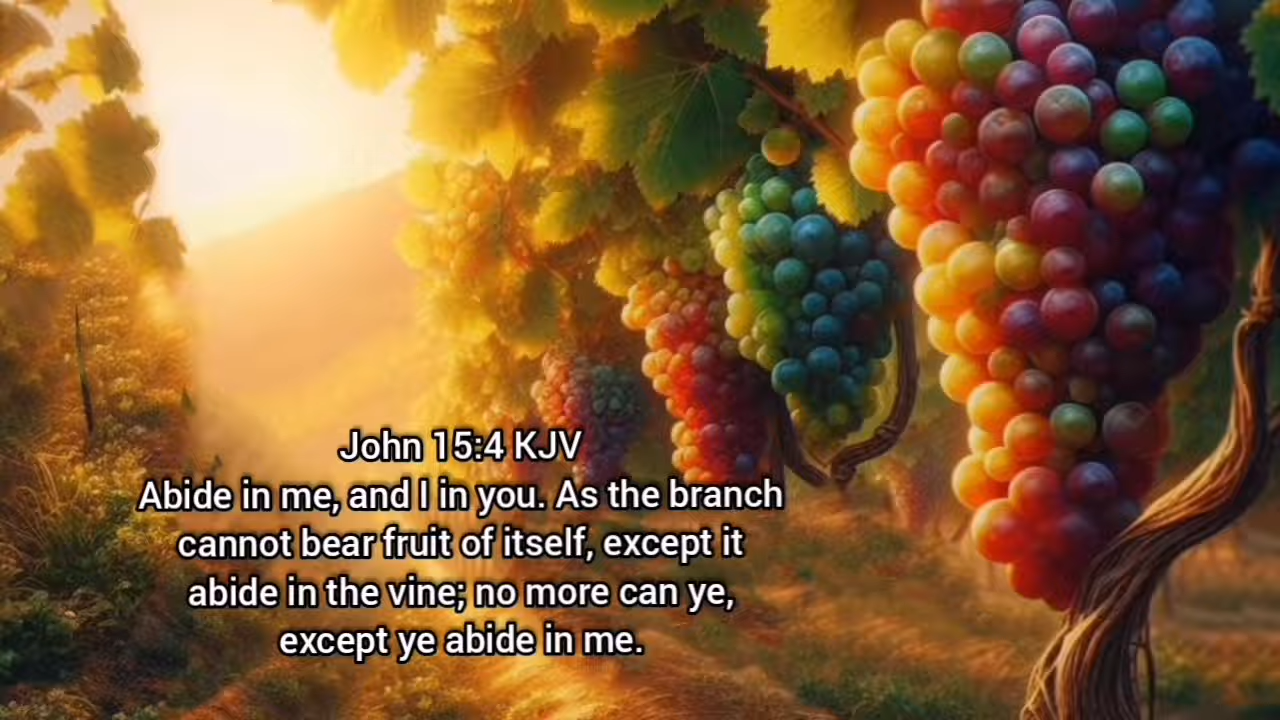 John 15:4 KJV
Abide in me, and I in you. As the branch
cannot bear fruit of itself, except it
abide in the vine; no more can ye,
except ye abide in me.